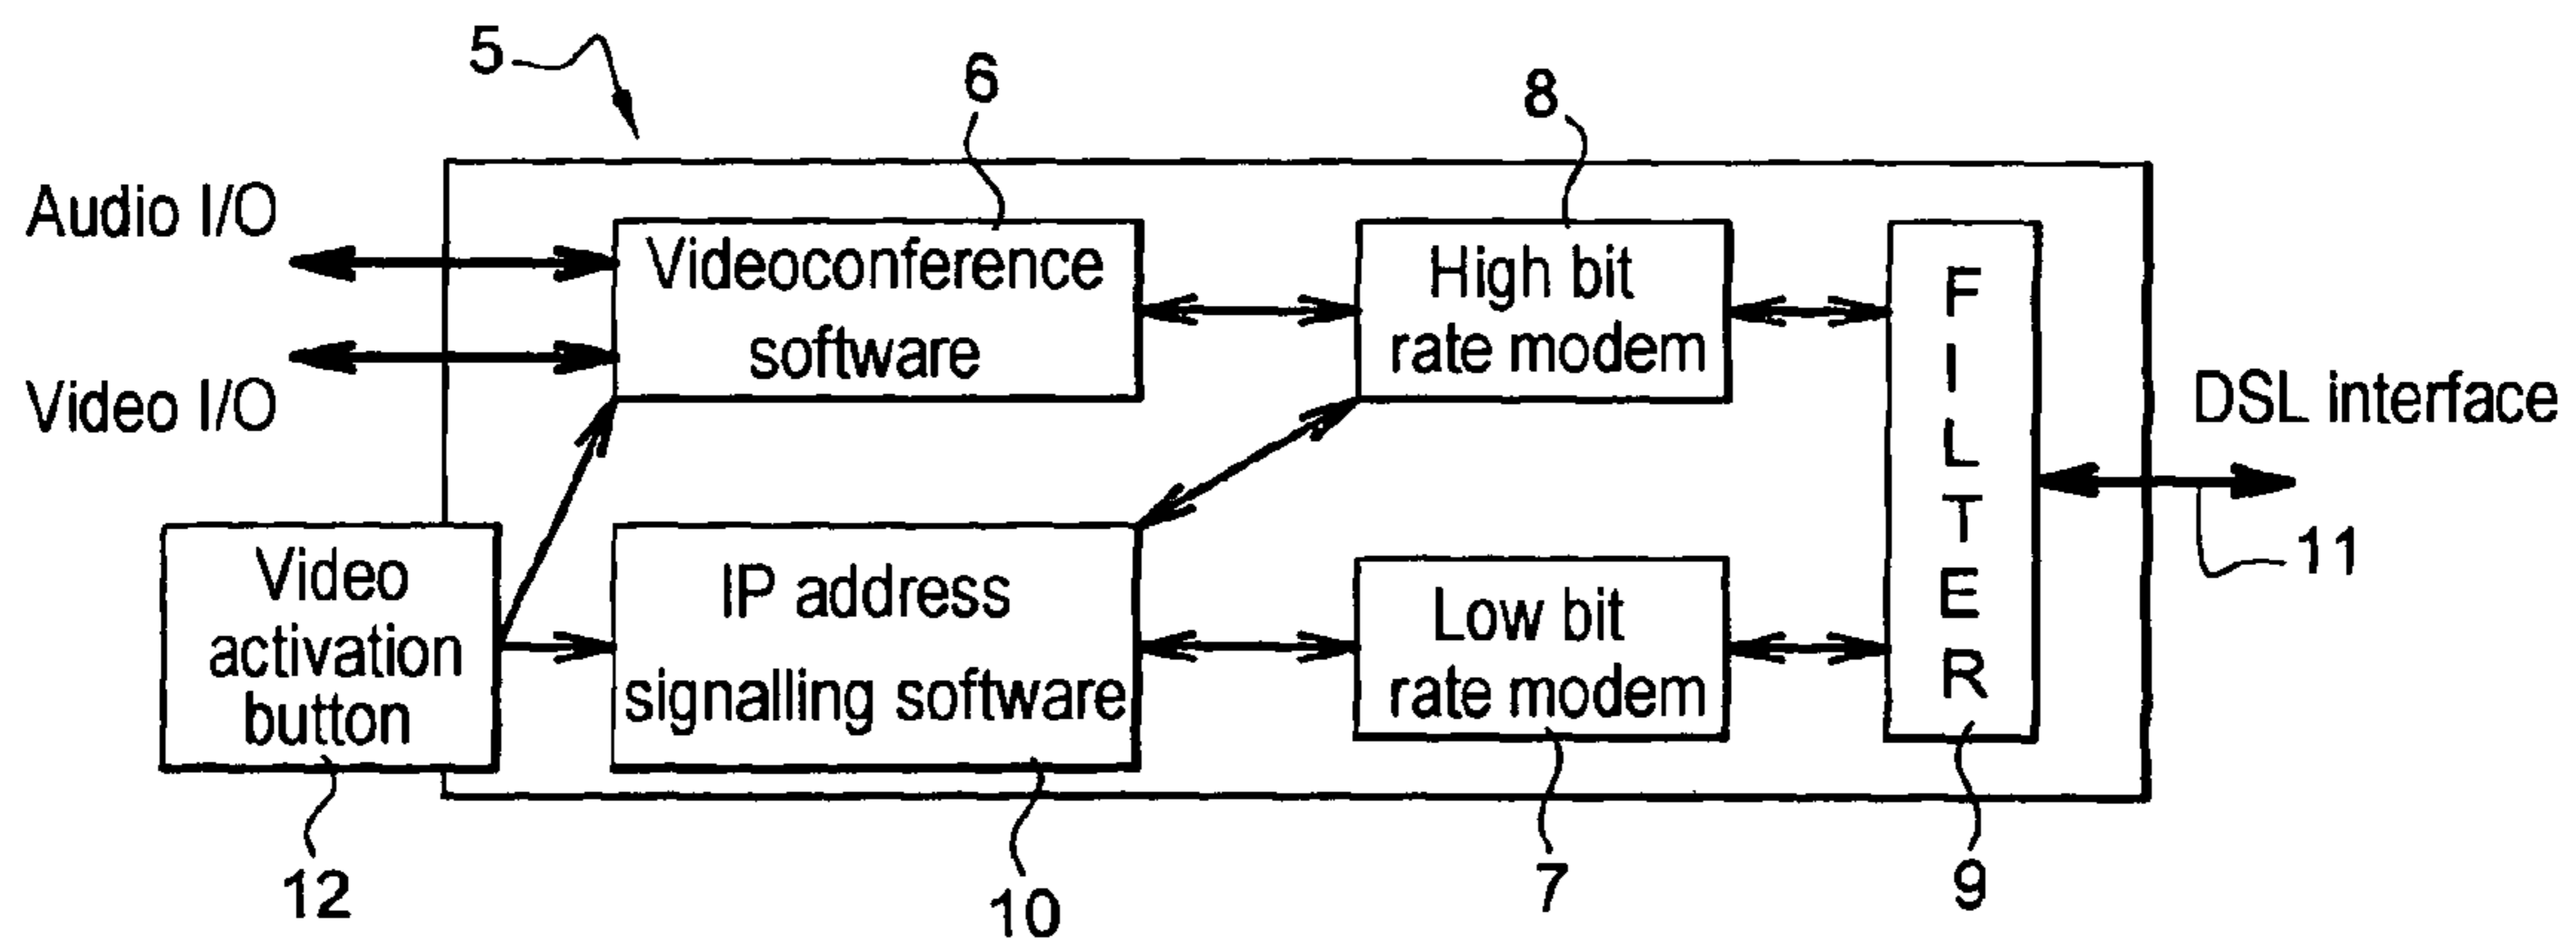 5
6
8
Audio I/O
Videoconference
software
High bit
rate modem
Video I/O
FILTER
DSL interface
11
Video
activation
button
IP address
signalling software
Low bit
rate modem
12
10
7
9